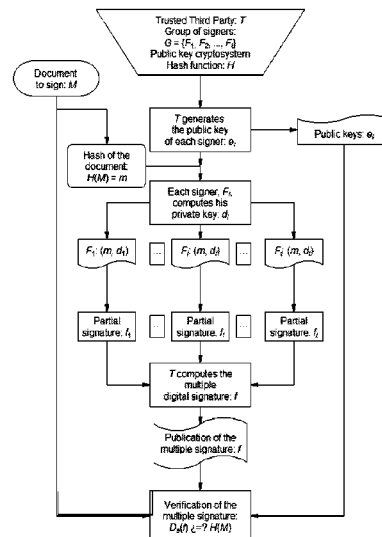 Trusted Third Party: T
Group of signers:
G = {F₁, F₂, ..., Fₜ}
Public key cryptosystem
Hash function: H
Document
to sign: M
T generates
the public key
of each signer: eᵢ
Public keys: eᵢ
Hash of the
document:
H(M) = m
Each signer, Fᵢ,
computes his
private key: dᵢ
F₁: (m, d₁)
...
Fᵢ: (m, dᵢ)
...
Fₜ: (m, dₜ)
Partial
signature: f₁
...
Partial
signature: fᵢ
...
Partial
signature: fₜ
T computes the
multiple
digital signature: f
Publication of the
multiple signature: f
Verification of the
multiple signature:
Dₑ(f) ¿=? H(M)